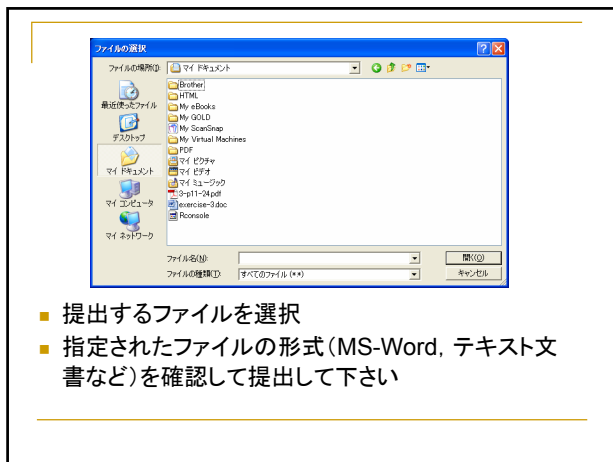 ファイルの選択
ファイルの場所(I):
マイ ドキュメント
最近使ったファイル
デスクトップ
マイ ドキュメント
マイ コンピュータ
マイ ネットワーク
Brother
HTML
My eBooks
My GOLD
My ScanSnap
My Virtual Machines
PDF
マイ ピクチャ
マイ ビデオ
マイ ミュージック
3-p11-24.pdf
exercise-3.doc
Rconsole
ファイル名(N):
開く(O)
ファイルの種類(T):
すべてのファイル (*.*)
キャンセル
提出するファイルを選択
指定されたファイルの形式(MS-Word, テキスト文
書など)を確認して提出して下さい